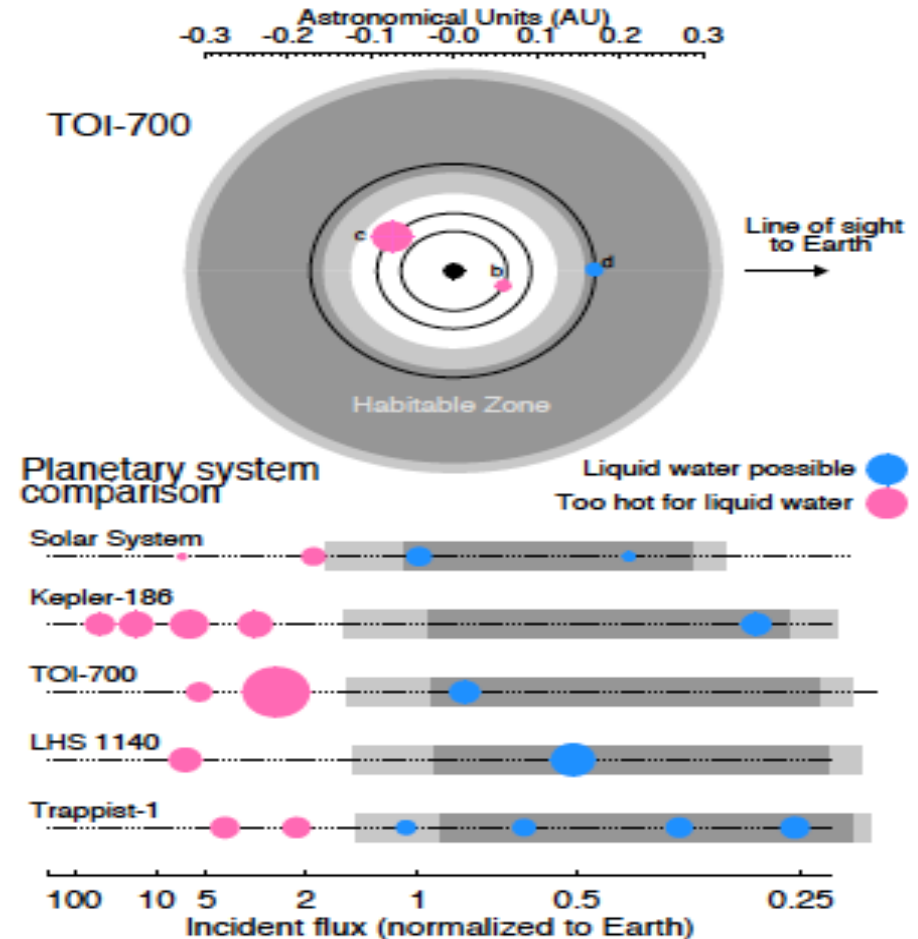 Astronomical Units (AU)
-0.3 -0.2 -0.1 -0.0 0.1 0.2 0.3
TOI-700
c
b
d
Line of sight
to Earth
Habitable Zone
Planetary system
comparison
Liquid water possible
Too hot for liquid water
Solar System
Kepler-186
TOI-700
LHS 1140
Trappist-1
100 10 5 2 1 0.5 0.25
Incident flux (normalized to Earth)